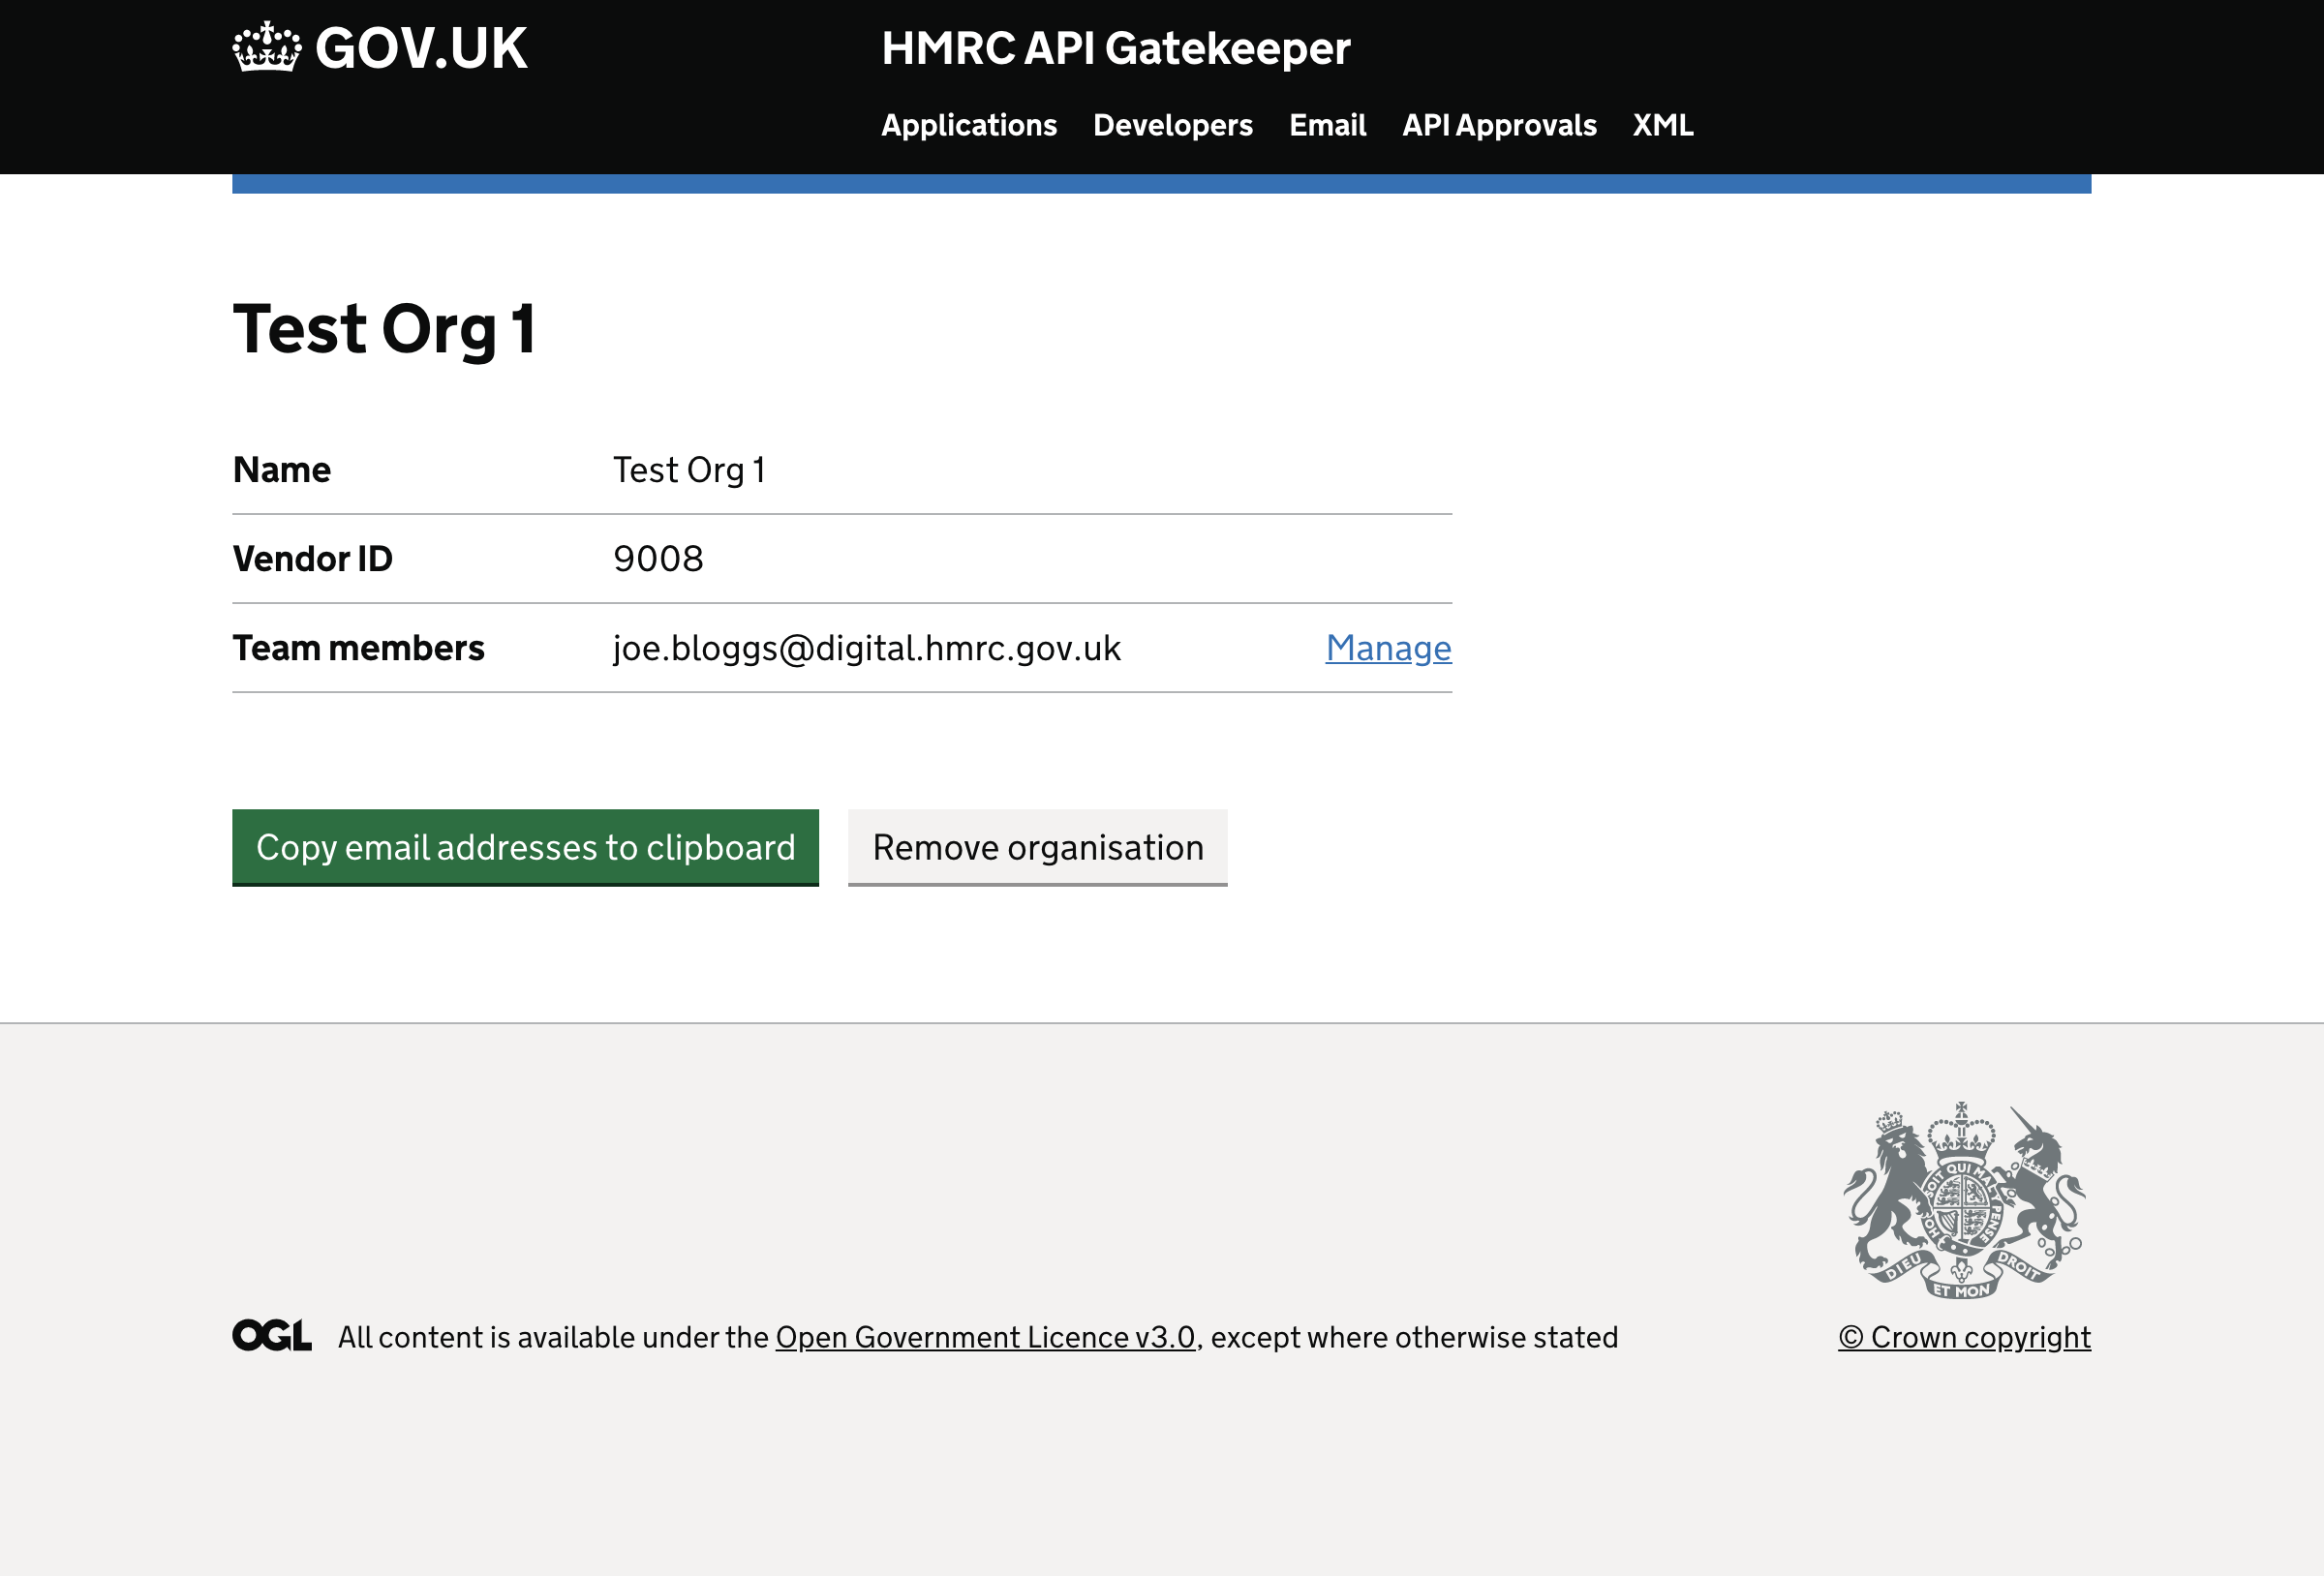 GOV.UK
HMRC API Gatekeeper
Applications Developers Email API Approvals XML
Test Org 1
Name Test Org 1
Vendor ID 9008
Team members joe.bloggs@digital.hmrc.gov.uk Manage
Copy email addresses to clipboard Remove organisation
SOIT QUI MAL Y PENSE
HO
DIEU ET MON DROIT
OGL All content is available under the Open Government Licence v3.0, except where otherwise stated
© Crown copyright